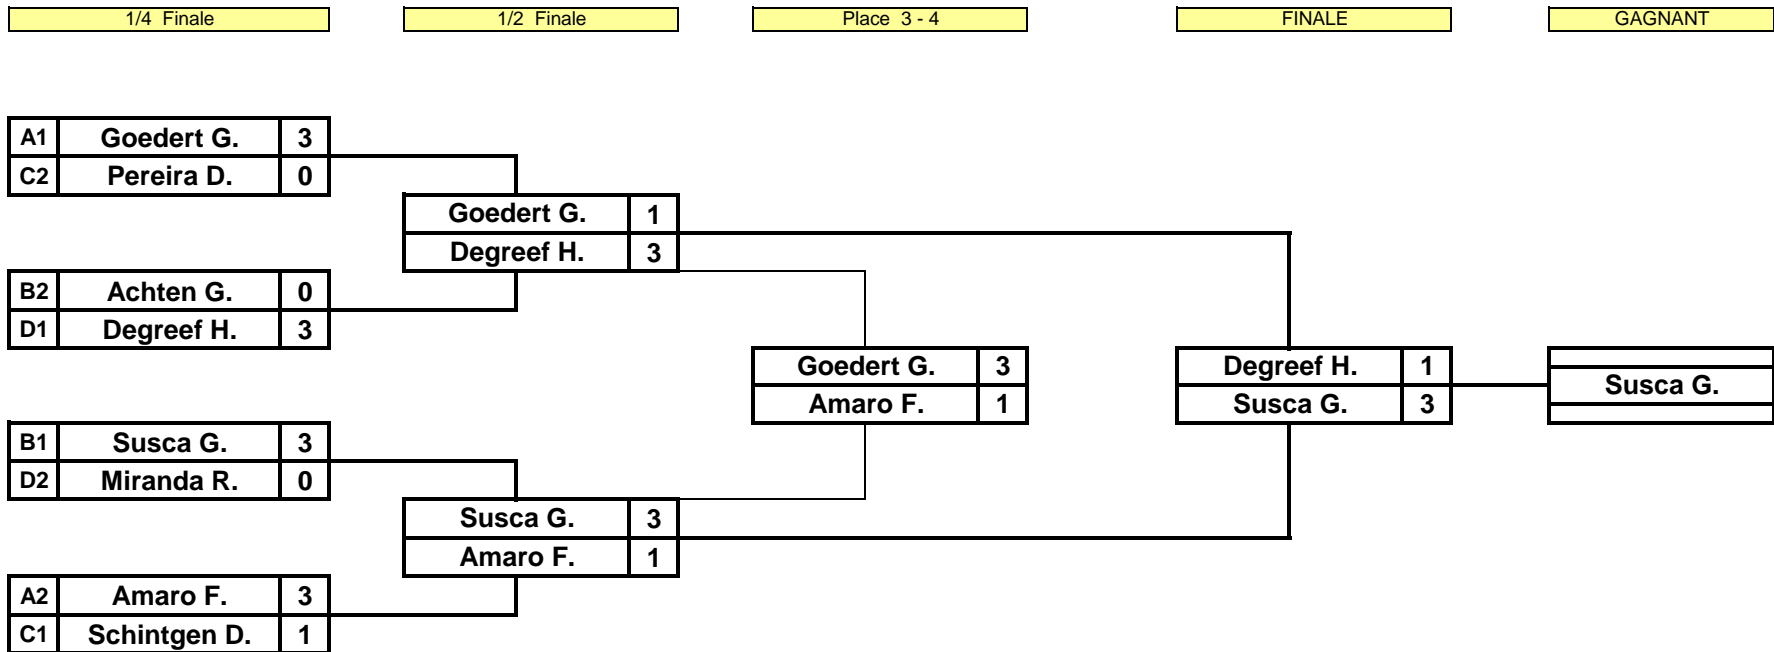 1/4 Finale
1/2 Finale
Place 3 - 4
FINALE
GAGNANT
A1 Goedert G. 3
C2 Pereira D. 0
Goedert G. 1
Degreef H. 3
B2 Achten G. 0
D1 Degreef H. 3
Goedert G. 3
Amaro F. 1
Degreef H. 1
Susca G. 3
Susca G.
B1 Susca G. 3
D2 Miranda R. 0
Susca G. 3
Amaro F. 1
A2 Amaro F. 3
C1 Schintgen D. 1